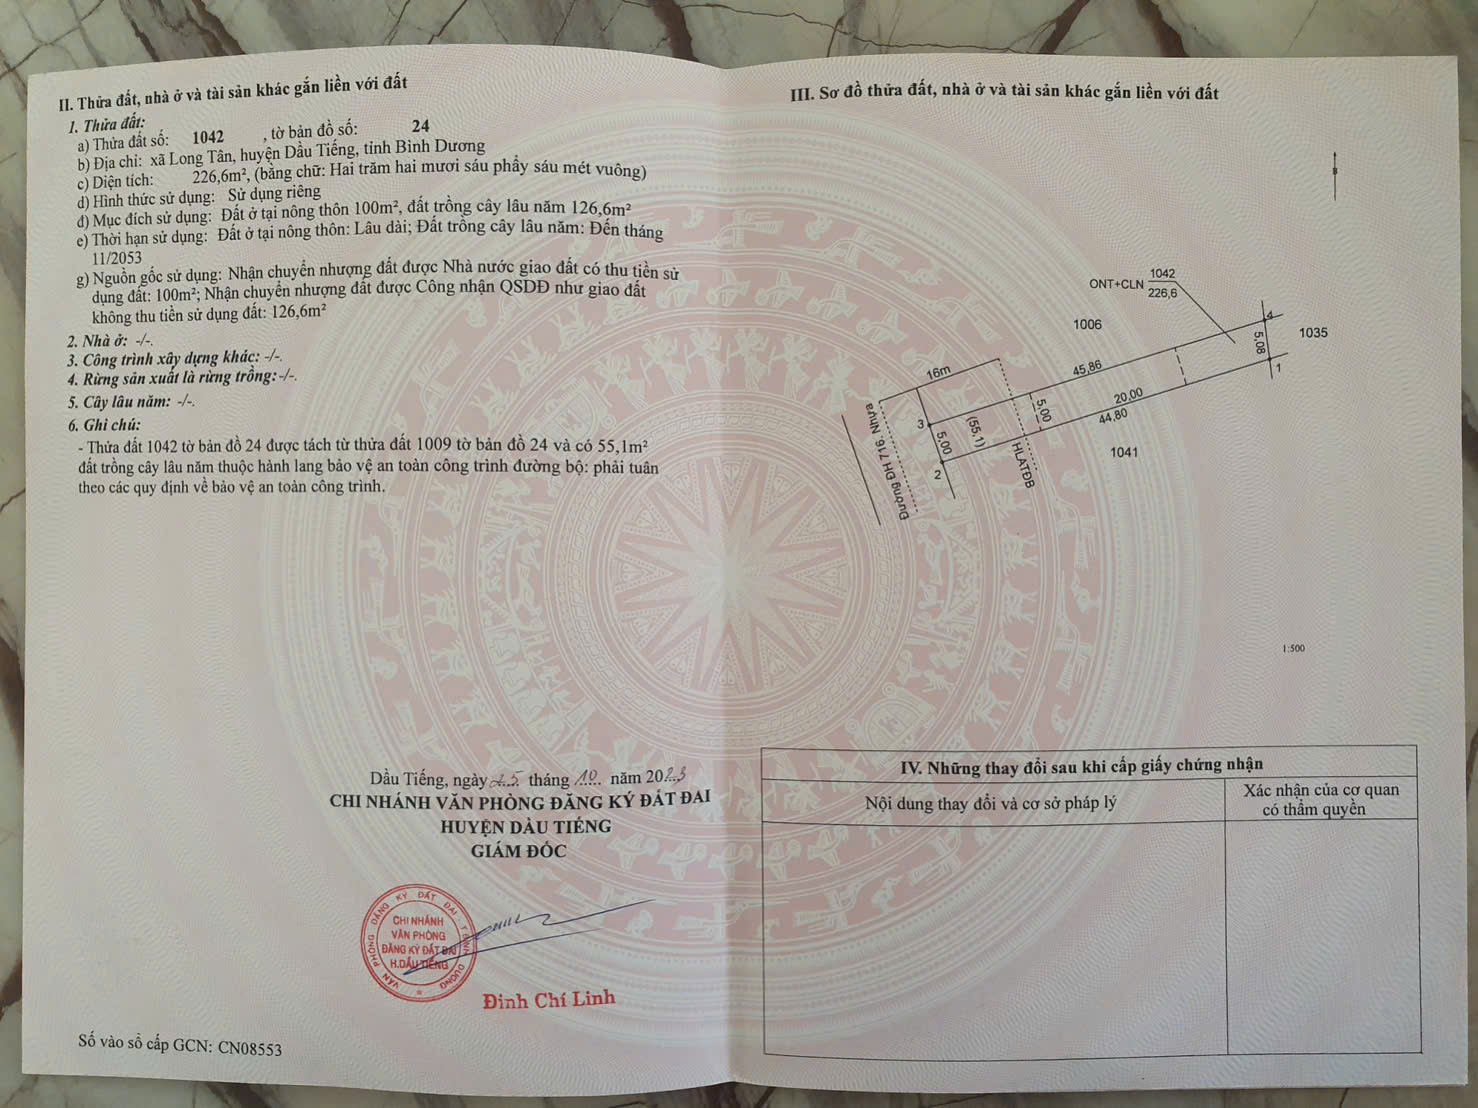 II. Thửa đất, nhà ở và tài sản khác gắn liền với đất
1. Thửa đất:
a) Thửa đất số: 1042 , tờ bản đồ số: 24
b) Địa chỉ: xã Long Tân, huyện Dầu Tiếng, tỉnh Bình Dương
c) Diện tích: 226,6m², (bằng chữ: Hai trăm hai mươi sáu phẩy sáu mét vuông)
d) Hình thức sử dụng: Sử dụng riêng
đ) Mục đích sử dụng: Đất ở tại nông thôn 100m², đất trồng cây lâu năm 126,6m²
e) Thời hạn sử dụng: Đất ở tại nông thôn: Lâu dài; Đất trồng cây lâu năm: Đến tháng
11/2053
g) Nguồn gốc sử dụng: Nhận chuyển nhượng đất được Nhà nước giao đất có thu tiền sử
dụng đất: 100m²; Nhận chuyển nhượng đất được Công nhận QSDĐ như giao đất
không thu tiền sử dụng đất: 126,6m²
2. Nhà ở: -/-.
3. Công trình xây dựng khác: -/-.
4. Rừng sản xuất là rừng trồng:-/-.
5. Cây lâu năm: -/-.
6. Ghi chú:
- Thửa đất 1042 tờ bản đồ 24 được tách từ thửa đất 1009 tờ bản đồ 24 và có 55,1m²
đất trồng cây lâu năm thuộc hành lang bảo vệ an toàn công trình đường bộ: phải tuân
theo các quy định về bảo vệ an toàn công trình.
Dầu Tiếng, ngày 25 tháng 10 năm 2023
CHI NHÁNH VĂN PHÒNG ĐĂNG KÝ ĐẤT ĐAI
HUYỆN DẦU TIẾNG
GIÁM ĐỐC
VĂN PHÒNG ĐĂNG KÝ ĐẤT ĐAI - T. BÌNH DƯƠNG
CHI NHÁNH
VĂN PHÒNG
ĐĂNG KÝ ĐẤT ĐAI
H.DẦU TIẾNG
Đinh Chí Linh
Số vào sổ cấp GCN: CN08553
III. Sơ đồ thửa đất, nhà ở và tài sản khác gắn liền với đất
B
ONT+CLN 1042
226,6
1006
4
1035
5,08
1
45,86
16m
20,00
44,80
5,00
(55,1)
3
5,00
2
HLATĐB
1041
Đường ĐH 716. Nhựa
1:500
IV. Những thay đổi sau khi cấp giấy chứng nhận
Nội dung thay đổi và cơ sở pháp lý
Xác nhận của cơ quan
có thẩm quyền